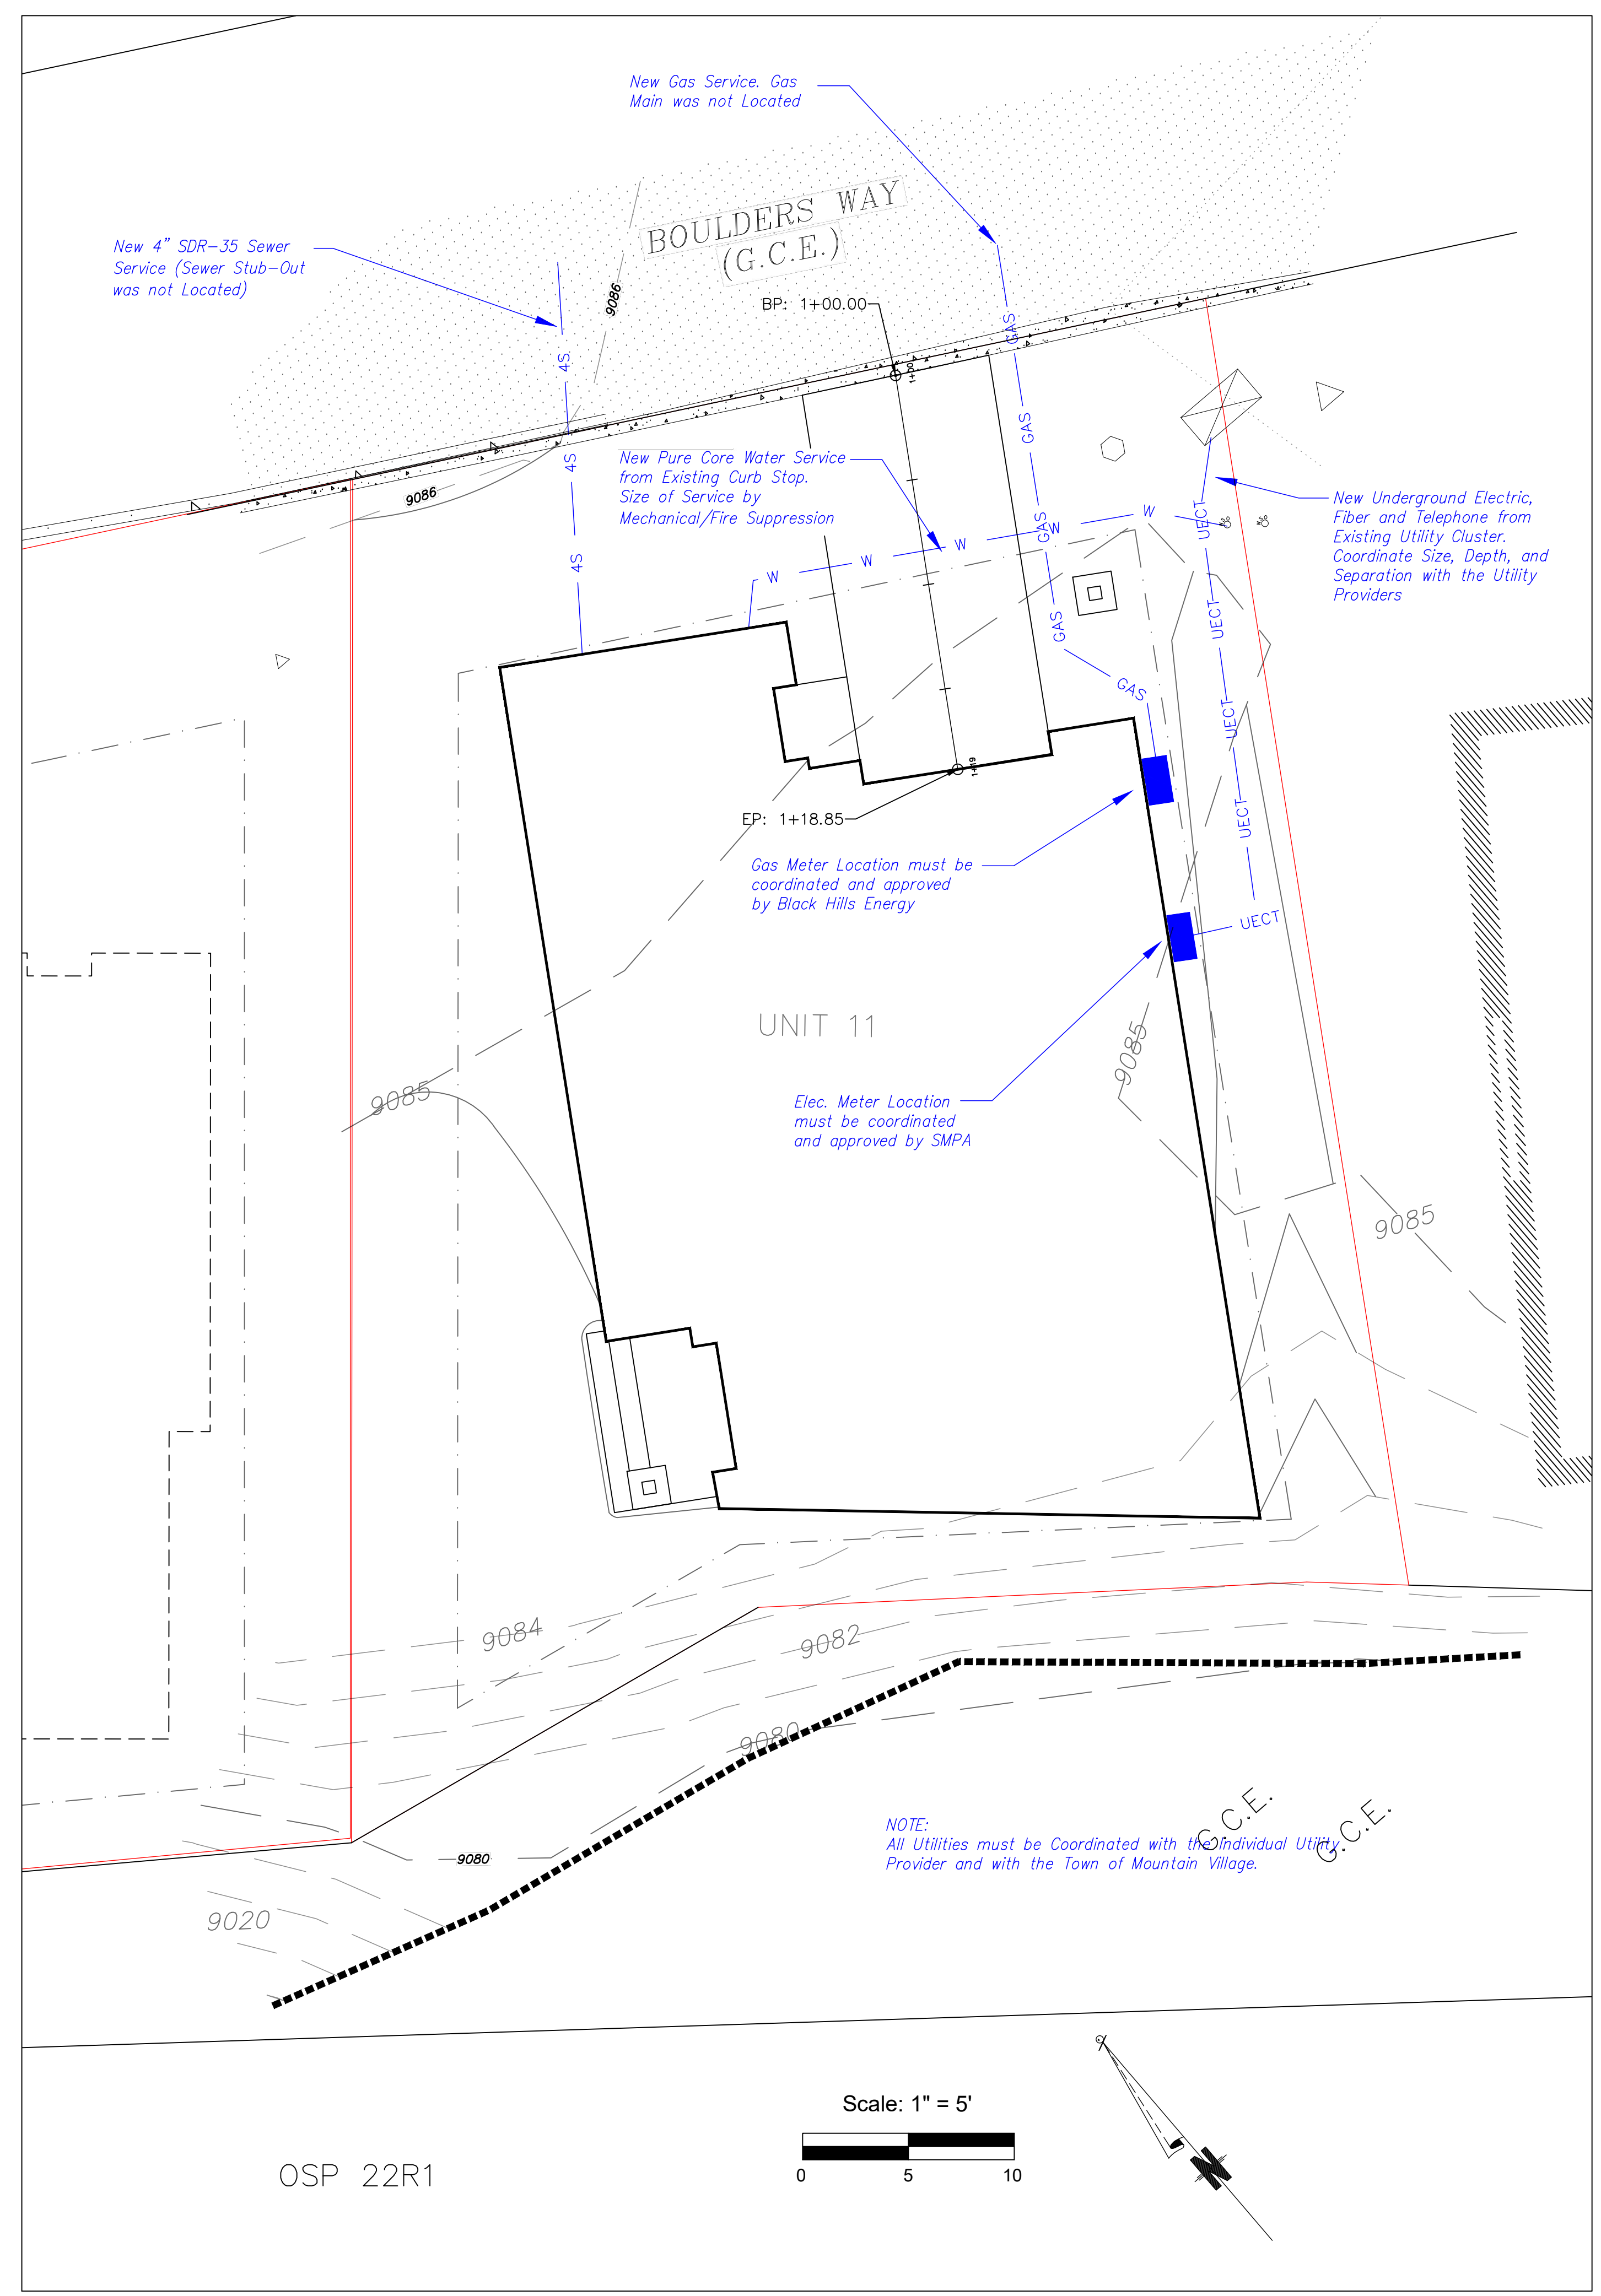 New Gas Service. Gas
Main was not Located
BOULDERS WAY
(G.C.E.)
New 4" SDR-35 Sewer
Service (Sewer Stub-Out
was not Located)
9086
BP: 1+00.00
1+00
GAS
4S
GAS
4S
New Pure Core Water Service
from Existing Curb Stop.
Size of Service by
Mechanical/Fire Suppression
9086
New Underground Electric,
Fiber and Telephone from
Existing Utility Cluster.
Coordinate Size, Depth, and
Separation with the Utility
Providers
4S
W
W
W
W
W
GAS
UECT
GAS
UECT
GAS
UECT
1+19
EP: 1+18.85
UECT
Gas Meter Location must be
coordinated and approved
by Black Hills Energy
UECT
UNIT 11
9085
9085
Elec. Meter Location
must be coordinated
and approved by SMPA
9085
9084
9082
9080
9080
NOTE:
All Utilities must be Coordinated with the Individual Utility
Provider and with the Town of Mountain Village.
G.C.E.
G.C.E.
9020
Scale: 1" = 5'
0 5 10
N
OSP 22R1